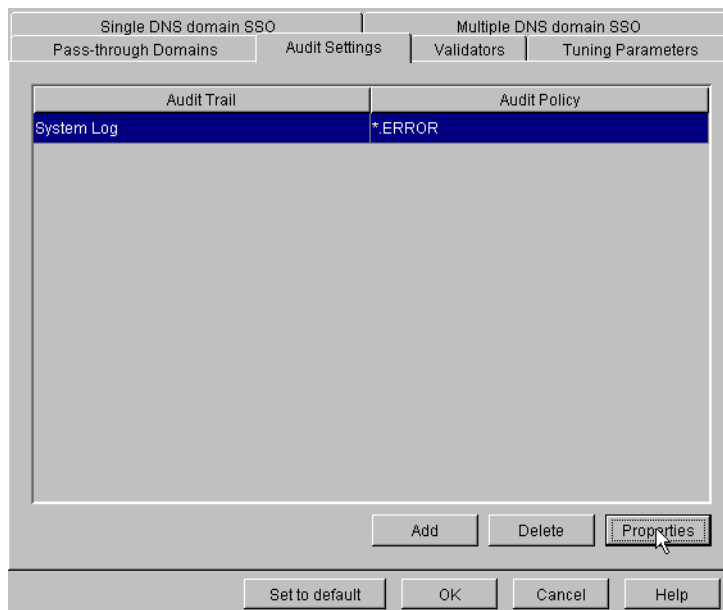 Single DNS domain SSO Multiple DNS domain SSO
Pass-through Domains Audit Settings Validators Tuning Parameters
Audit Trail Audit Policy
System Log *.ERROR
Add Delete Properties
Set to default OK Cancel Help